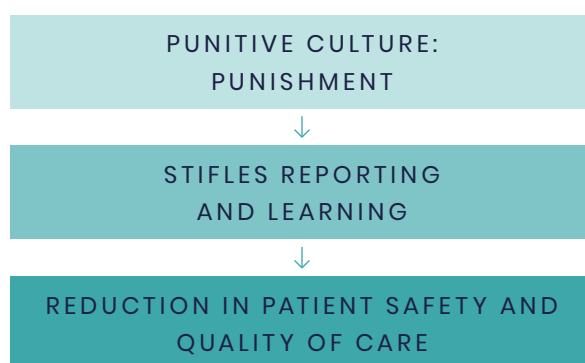 PUNITIVE CULTURE:
PUNISHMENT
STIFLES REPORTING
AND LEARNING
REDUCTION IN PATIENT SAFETY AND
QUALITY OF CARE